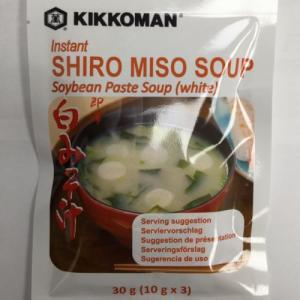 KIKKOMAN®
Instant
SHIRO MISO SOUP
Soybean Paste Soup (white)
即
白みそ汁
Serving suggestion
Serviervorschlag
Suggestion de présentation
Serveringsförslag
Sugerencia de uso
30 g (10 g x 3)